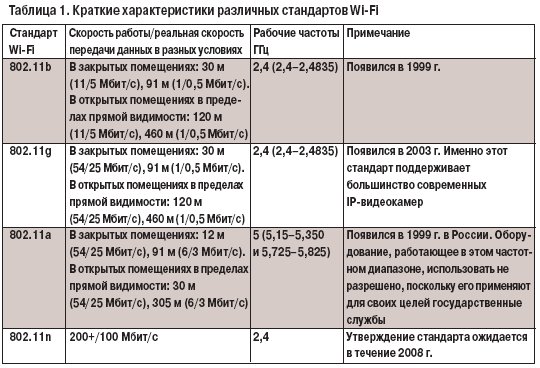 Таблица 1. Краткие характеристики различных стандартов Wi-Fi
Стандарт Wi-Fi
Скорость работы/реальная скорость
передачи данных в разных условиях
Рабочие частоты
ГГц
Примечание
802.11b
В закрытых помещениях: 30 м
(11/5 Мбит/с), 91 м (1/0,5 Мбит/с).
В открытых помещениях в преде-
лах прямой видимости: 120 м
(11/5 Мбит/с), 460 м (1/0,5 Мбит/с)
2,4 (2,4–2,4835)
Появился в 1999 г.
802.11g
В закрытых помещениях: 30 м
(54/25 Мбит/с), 91 м (1/0,5 Мбит/с).
В открытых помещениях в пределах
прямой видимости: 120 м
(54/25 Мбит/с), 460 м (1/0,5 Мбит/с)
2,4 (2,4–2,4835)
Появился в 2003 г. Именно этот
стандарт поддерживает
большинство современных
IP-видеокамер
802.11a
В закрытых помещениях: 12 м
(54/25 Мбит/с), 91 м (6/3 Мбит/с).
В открытых помещениях в пределах
прямой видимости: 30 м
(54/25 Мбит/с), 305 м (6/3 Мбит/с)
5 (5,15–5,350
и 5,725–5,825)
Появился в 1999 г. в России. Обору-
дование, работающее в этом частот-
ном диапазоне, использовать не
разрешено, поскольку его применяют
для своих целей государственные
службы
802.11n
200+/100 Мбит/с
2,4
Утверждение стандарта ожидается
в течение 2008 г.